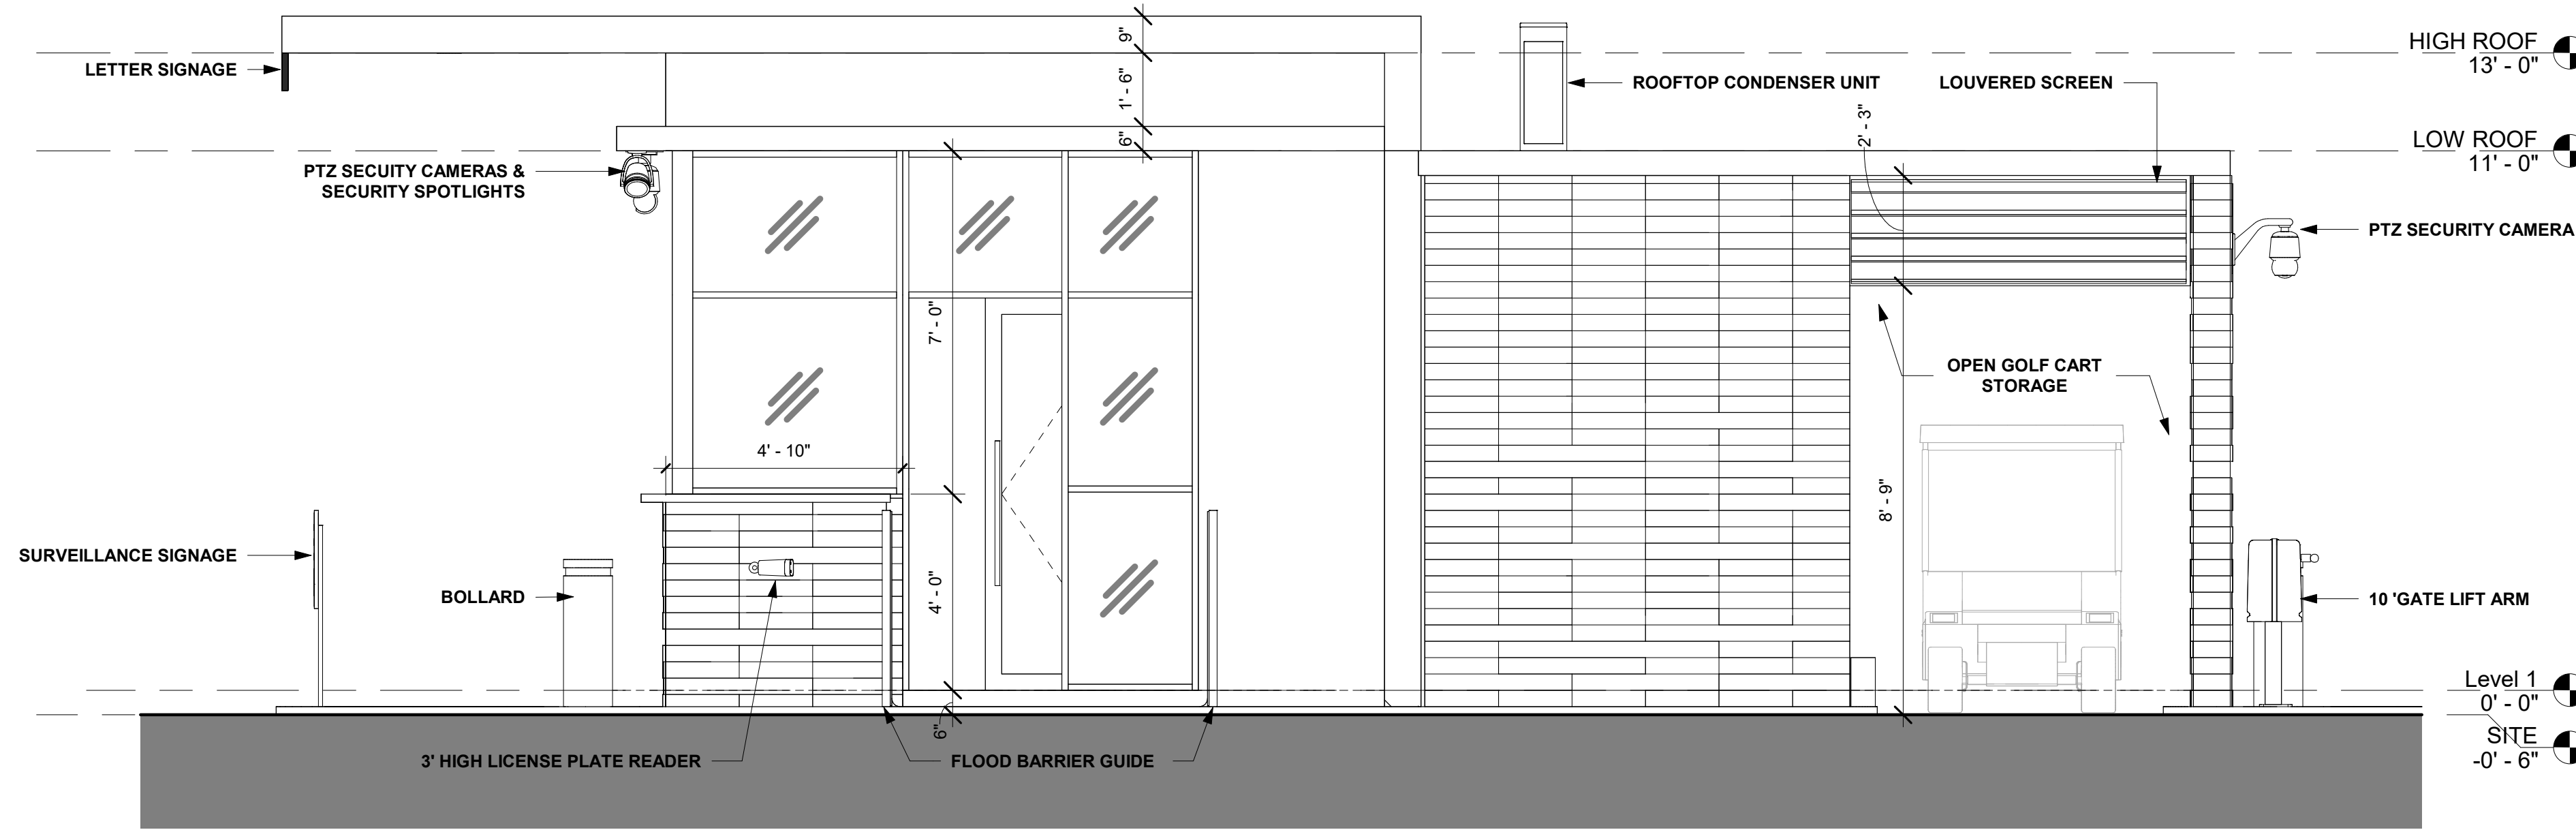 9"
HIGH ROOF
13' - 0"
LETTER SIGNAGE
1' - 6"
ROOFTOP CONDENSER UNIT
LOUVERED SCREEN
2' - 3"
6"
LOW ROOF
11' - 0"
PTZ SECUITY CAMERAS &
SECURITY SPOTLIGHTS
PTZ SECURITY CAMERA
7' - 0"
OPEN GOLF CART
STORAGE
4' - 10"
8' - 9"
SURVEILLANCE SIGNAGE
BOLLARD
4' - 0"
10 'GATE LIFT ARM
Level 1
0' - 0"
6"
SITE
-0' - 6"
3' HIGH LICENSE PLATE READER
FLOOD BARRIER GUIDE